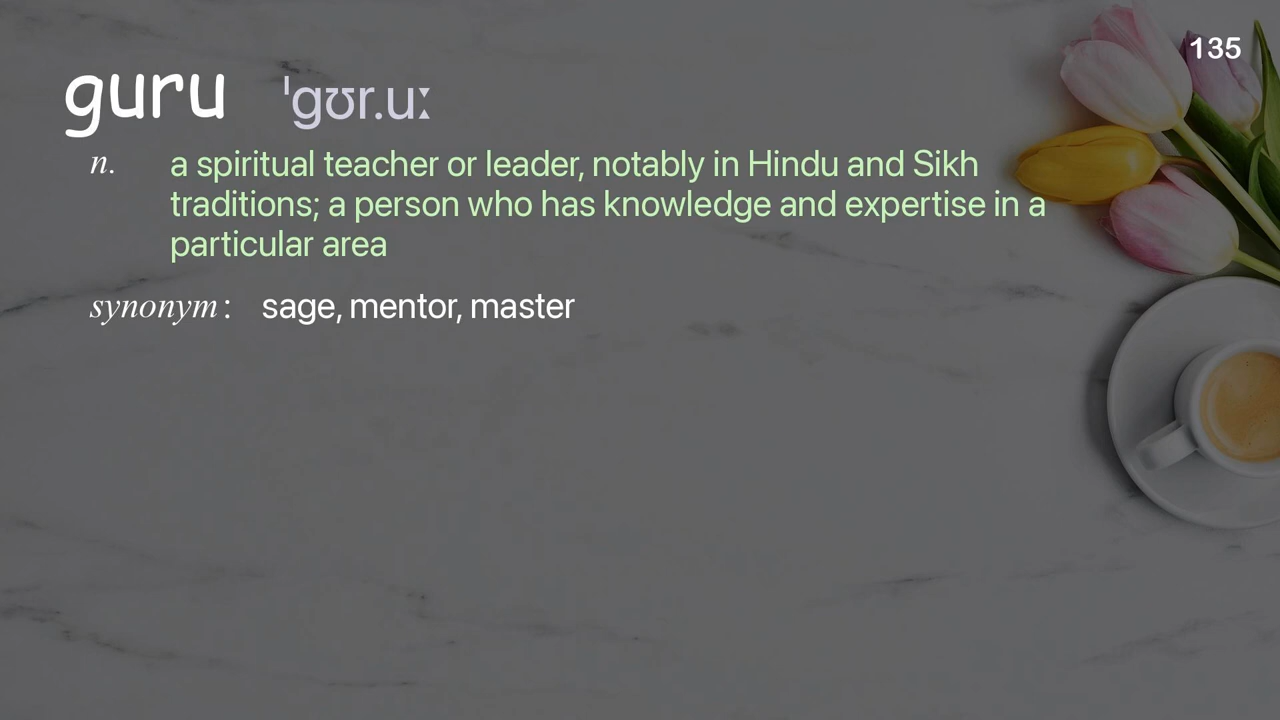 135
guru ˈgʊr.uː
n. a spiritual teacher or leader, notably in Hindu and Sikh
traditions; a person who has knowledge and expertise in a
particular area
synonym: sage, mentor, master